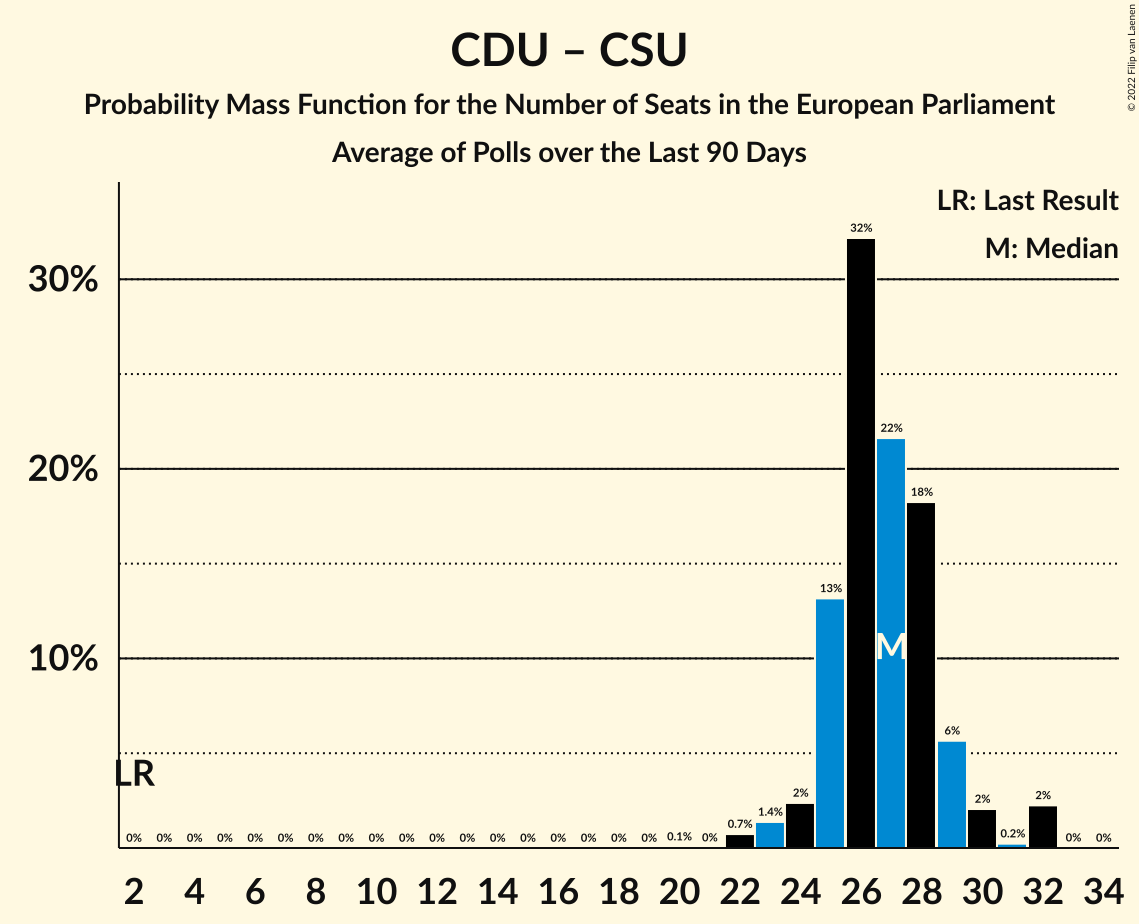 CDU – CSU
Probability Mass Function for the Number of Seats in the European Parliament
Average of Polls over the Last 90 Days
© 2022 Filip van Laenen
LR: Last Result
M: Median
32%
30%
22%
20%
18%
13%
M
10%
6%
LR
0% 0% 0% 0% 0% 0% 0% 0% 0% 0% 0% 0% 0% 0% 0% 0% 0% 0% 0.1% 0% 0.7% 1.4% 2% 2% 0.2% 2% 0% 0%
2 4 6 8 10 12 14 16 18 20 22 24 26 28 30 32 34